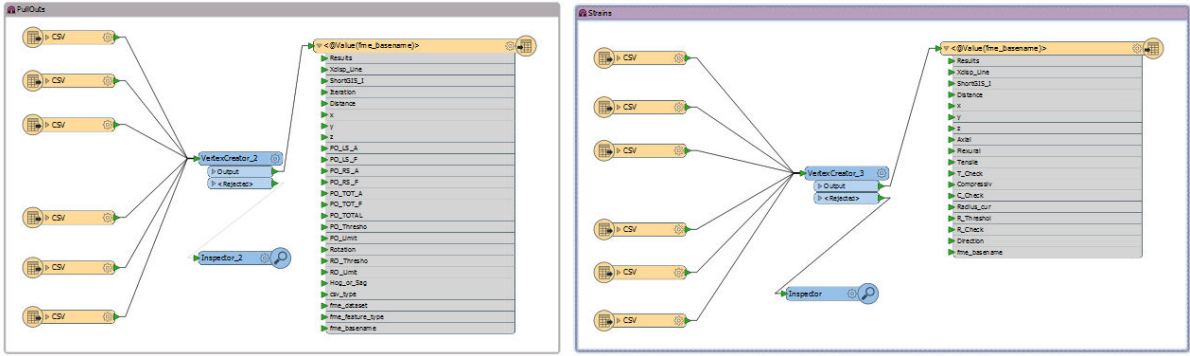 PullOuts
CSV
CSV
CSV
CSV
CSV
CSV
VertexCreator_2
Output
<Rejected>
Inspector_2
<@Value(fme_basename)>
Results
Xdisp_Line
ShortGIS_I
Iteration
Distance
x
y
z
PO_LS_A
PO_LS_F
PO_RS_A
PO_RS_F
PO_TOT_A
PO_TOT_F
PO_TOTAL
PO_Thresho
PO_Limit
Rotation
RO_Thresho
RO_Limit
Hog_or_Sag
csv_type
fme_dataset
fme_feature_type
fme_basename
Strains
CSV
CSV
CSV
CSV
CSV
CSV
VertexCreator_3
Output
<Rejected>
Inspector
<@Value(fme_basename)>
Results
Xdisp_Line
ShortGIS_I
Distance
x
y
z
Axial
Flexural
Tensile
T_Check
Compressiv
C_Check
Radius_cur
R_Threshol
R_Check
Direction
fme_basename